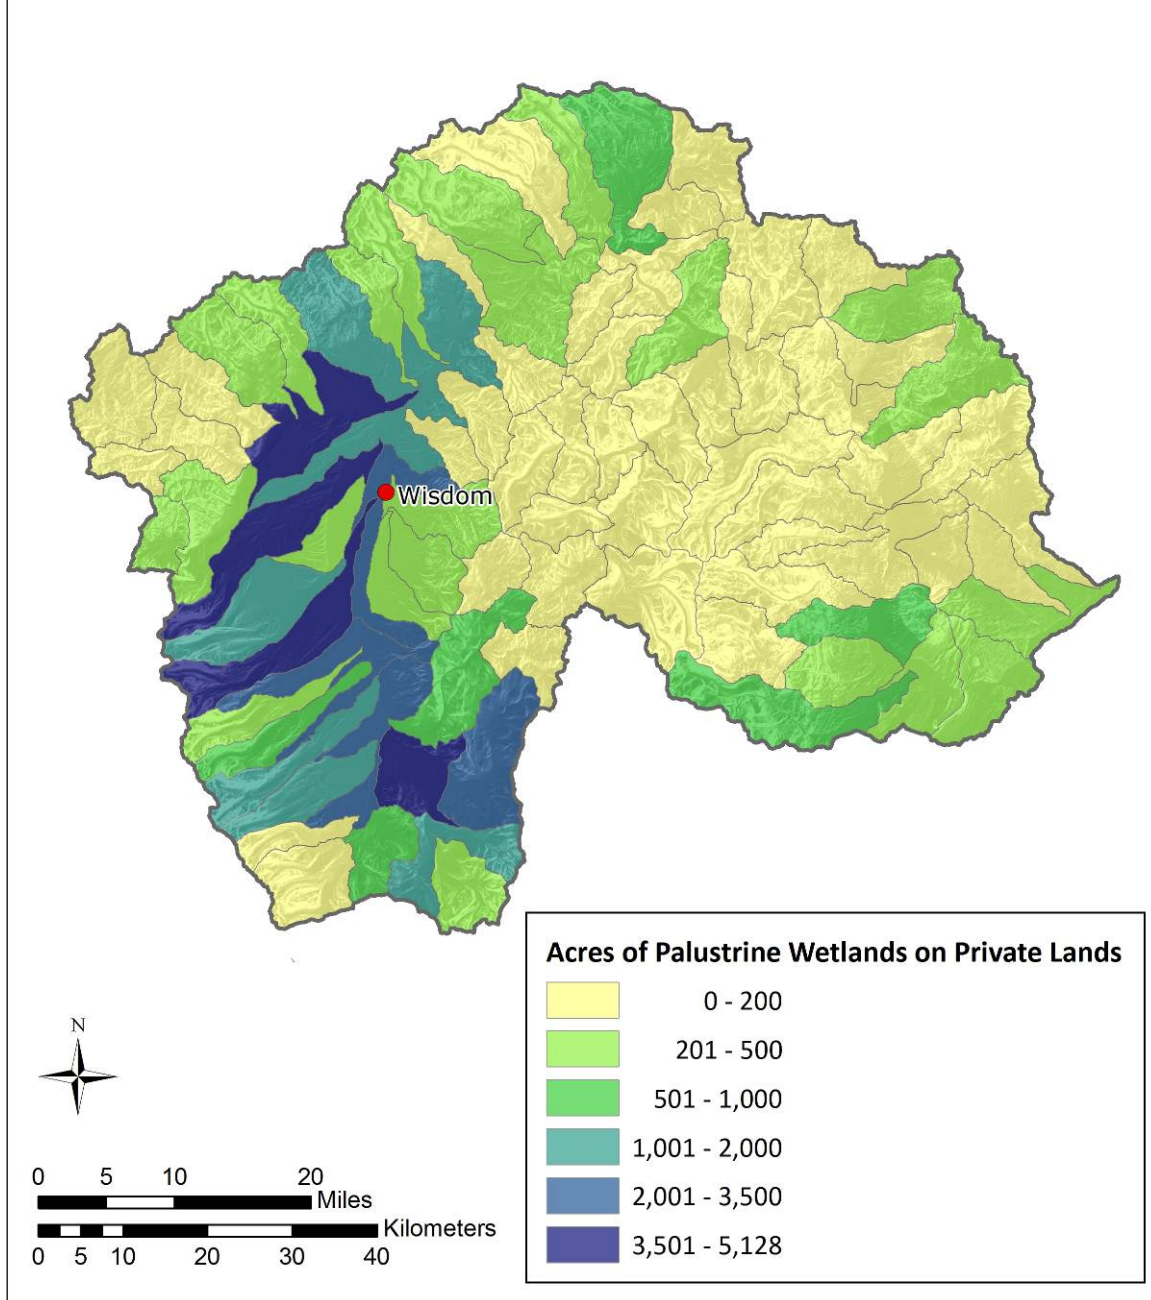 Wisdom
Acres of Palustrine Wetlands on Private Lands
0 - 200
201 - 500
501 - 1,000
1,001 - 2,000
2,001 - 3,500
3,501 - 5,128
N
0 5 10 20
Miles
Kilometers
0 5 10 20 30 40